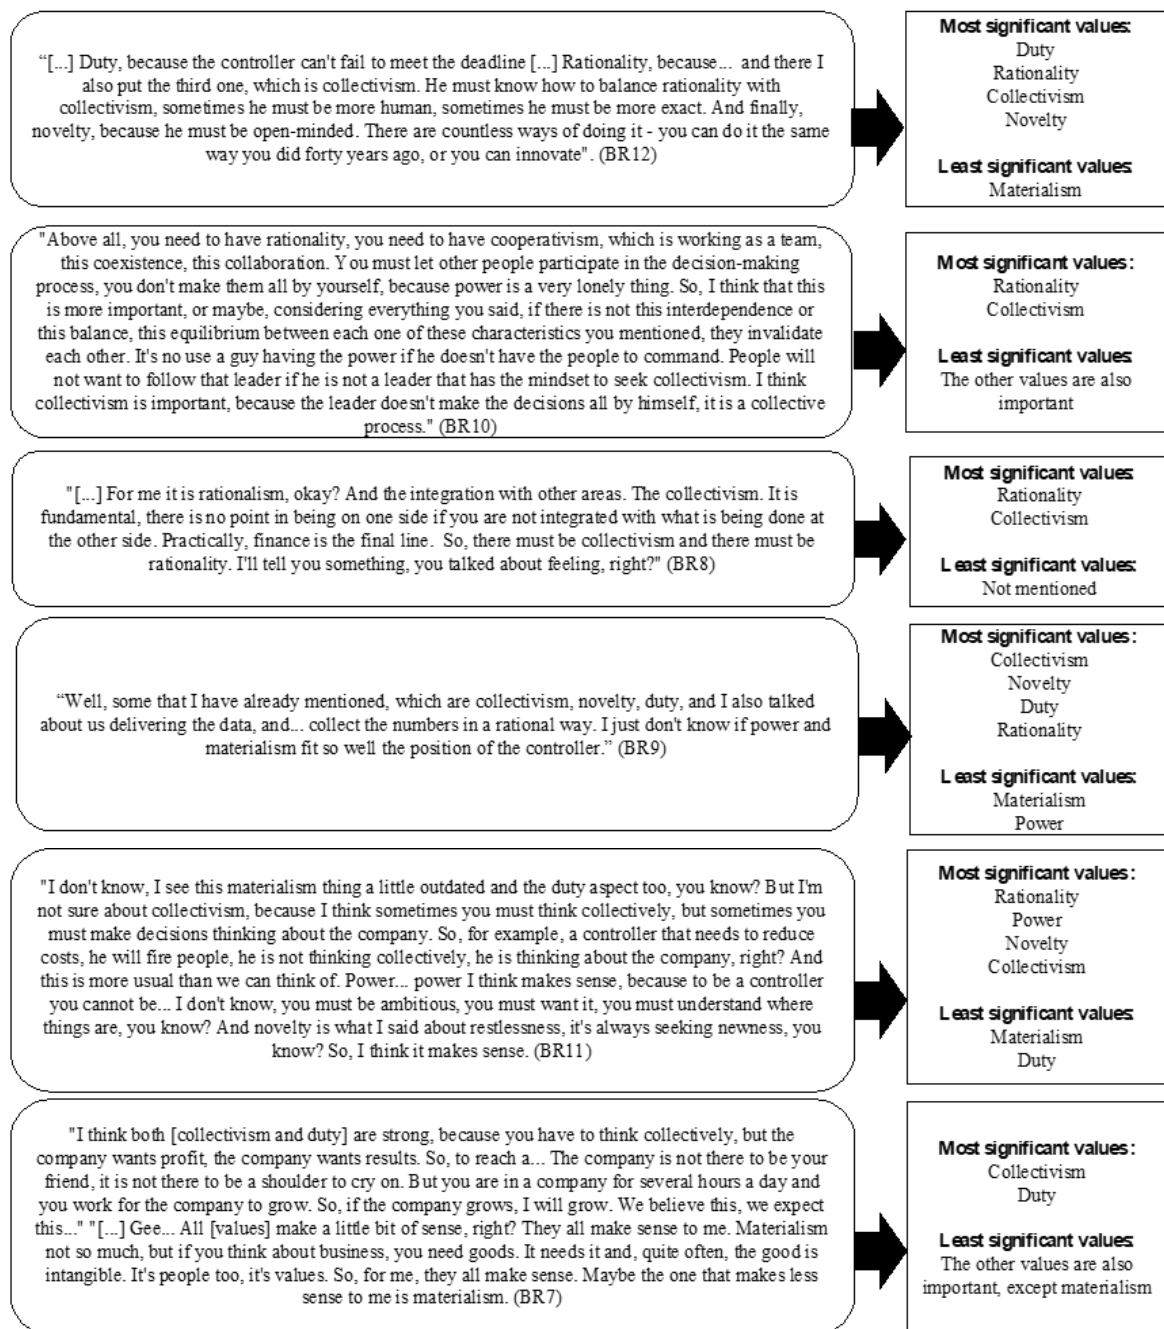 “[...] Duty, because the controller can't fail to meet the deadline [...] Rationality, because... and there I
also put the third one, which is collectivism. He must know how to balance rationality with
collectivism, sometimes he must be more human, sometimes he must be more exact. And finally,
novelty, because he must be open-minded. There are countless ways of doing it - you can do it the same
way you did forty years ago, or you can innovate". (BR12)
Most significant values:
Duty
Rationality
Collectivism
Novelty
Least significant values:
Materialism
"Above all, you need to have rationality, you need to have cooperativism, which is working as a team,
this coexistence, this collaboration. You must let other people participate in the decision-making
process, you don't make them all by yourself, because power is a very lonely thing. So, I think that this
is more important, or maybe, considering everything you said, if there is not this interdependence or
this balance, this equilibrium between each one of these characteristics you mentioned, they invalidate
each other. It's no use a guy having the power if he doesn't have the people to command. People will
not want to follow that leader if he is not a leader that has the mindset to seek collectivism. I think
collectivism is important, because the leader doesn't make the decisions all by himself, it is a collective
process." (BR10)
Most significant values:
Rationality
Collectivism
Least significant values:
The other values are also
important
"[...] For me it is rationalism, okay? And the integration with other areas. The collectivism. It is
fundamental, there is no point in being on one side if you are not integrated with what is being done at
the other side. Practically, finance is the final line. So, there must be collectivism and there must be
rationality. I'll tell you something, you talked about feeling, right?" (BR8)
Most significant values:
Rationality
Collectivism
Least significant values:
Not mentioned
“Well, some that I have already mentioned, which are collectivism, novelty, duty, and I also talked
about us delivering the data, and... collect the numbers in a rational way. I just don't know if power and
materialism fit so well the position of the controller.” (BR9)
Most significant values:
Collectivism
Novelty
Duty
Rationality
Least significant values:
Materialism
Power
"I don't know, I see this materialism thing a little outdated and the duty aspect too, you know? But I'm
not sure about collectivism, because I think sometimes you must think collectively, but sometimes you
must make decisions thinking about the company. So, for example, a controller that needs to reduce
costs, he will fire people, he is not thinking collectively, he is thinking about the company, right? And
this is more usual than we can think of. Power... power I think makes sense, because to be a controller
you cannot be... I don't know, you must be ambitious, you must want it, you must understand where
things are, you know? And novelty is what I said about restlessness, it's always seeking newness, you
know? So, I think it makes sense. (BR11)
Most significant values:
Rationality
Power
Novelty
Collectivism
Least significant values:
Materialism
Duty
"I think both [collectivism and duty] are strong, because you have to think collectively, but the
company wants profit, the company wants results. So, to reach a... The company is not there to be your
friend, it is not there to be a shoulder to cry on. But you are in a company for several hours a day and
you work for the company to grow. So, if the company grows, I will grow. We believe this, we expect
this..." "[...] Gee... All [values] make a little bit of sense, right? They all make sense to me. Materialism
not so much, but if you think about business, you need goods. It needs it and, quite often, the good is
intangible. It's people too, it's values. So, for me, they all make sense. Maybe the one that makes less
sense to me is materialism. (BR7)
Most significant values:
Collectivism
Duty
Least significant values:
The other values are also
important, except materialism